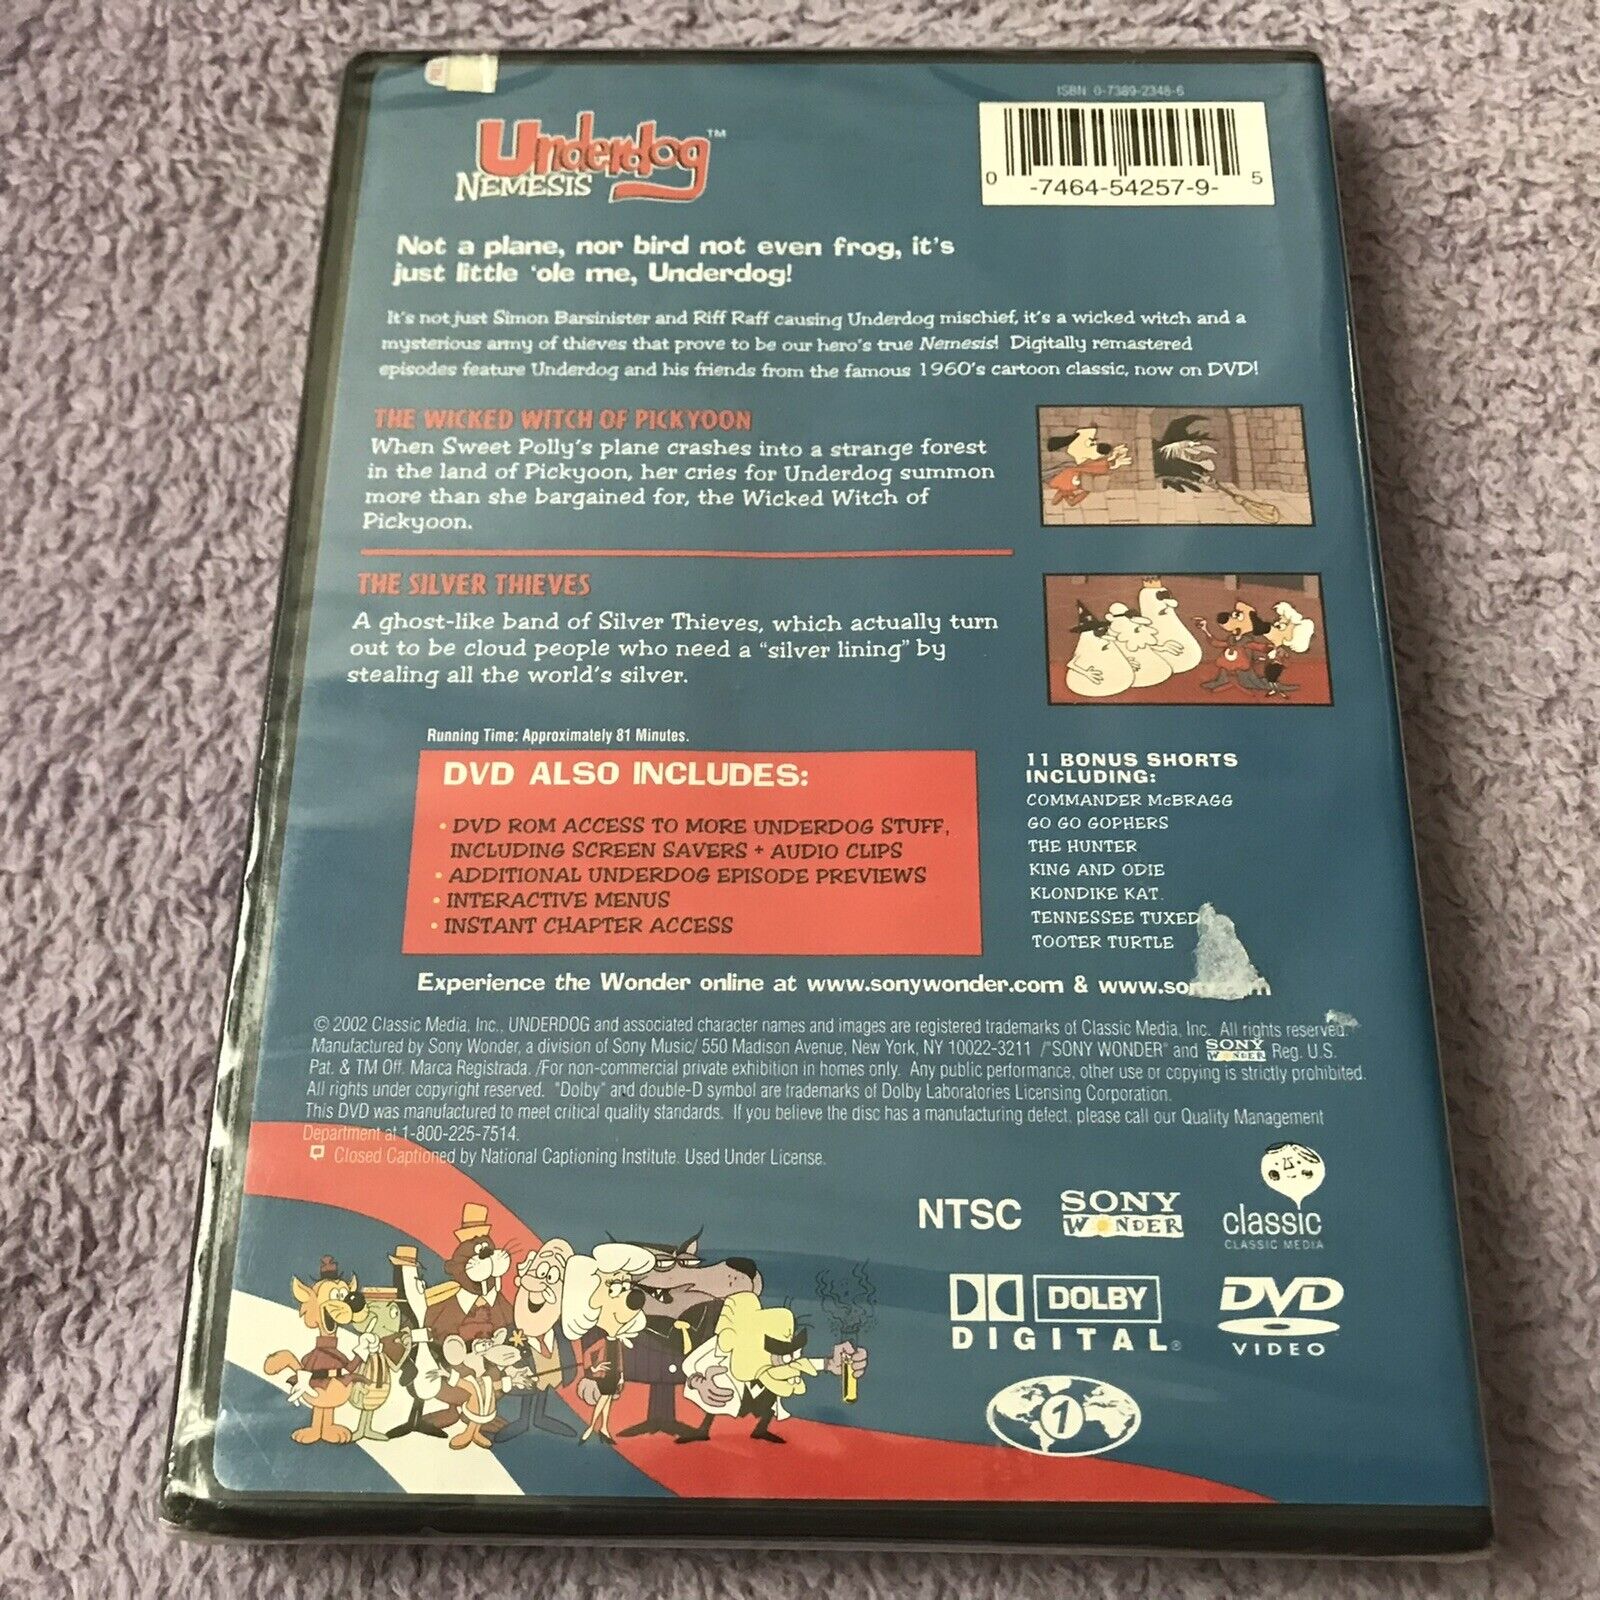 ISBN 0-7389-2348-6
0 -7464-54257-9- 5
Underdog™
NEMESIS
Not a plane, nor bird not even frog, it's
just little 'ole me, Underdog!
It's not just Simon Barsinister and Riff Raff causing Underdog mischief, it's a wicked witch and a
mysterious army of thieves that prove to be our hero's true Nemesis! Digitally remastered
episodes feature Underdog and his friends from the famous 1960's cartoon classic, now on DVD!
THE WICKED WITCH OF PICKYOON
When Sweet Polly's plane crashes into a strange forest
in the land of Pickyoon, her cries for Underdog summon
more than she bargained for, the Wicked Witch of
Pickyoon.
THE SILVER THIEVES
A ghost-like band of Silver Thieves, which actually turn
out to be cloud people who need a "silver lining" by
stealing all the world's silver.
Running Time: Approximately 81 Minutes.
DVD ALSO INCLUDES:
• DVD ROM ACCESS TO MORE UNDERDOG STUFF,
INCLUDING SCREEN SAVERS + AUDIO CLIPS
• ADDITIONAL UNDERDOG EPISODE PREVIEWS
• INTERACTIVE MENUS
• INSTANT CHAPTER ACCESS
11 BONUS SHORTS
INCLUDING:
COMMANDER McBRAGG
GO GO GOPHERS
THE HUNTER
KING AND ODIE
KLONDIKE KAT
TENNESSEE TUXED
TOOTER TURTLE
Experience the Wonder online at www.sonywonder.com & www.sony.com
© 2002 Classic Media, Inc., UNDERDOG and associated character names and images are registered trademarks of Classic Media, Inc. All rights reserved.
Manufactured by Sony Wonder, a division of Sony Music/ 550 Madison Avenue, New York, NY 10022-3211 /"SONY WONDER" and SONY WONDER Reg. U.S.
Pat. & TM Off. Marca Registrada. /For non-commercial private exhibition in homes only. Any public performance, other use or copying is strictly prohibited.
All rights under copyright reserved. "Dolby" and double-D symbol are trademarks of Dolby Laboratories Licensing Corporation.
This DVD was manufactured to meet critical quality standards. If you believe the disc has a manufacturing defect, please call our Quality Management
Department at 1-800-225-7514.
Closed Captioned by National Captioning Institute. Used Under License.
NTSC
SONY
WONDER
classic
CLASSIC MEDIA
DOLBY
DIGITAL®
DVD
VIDEO
1